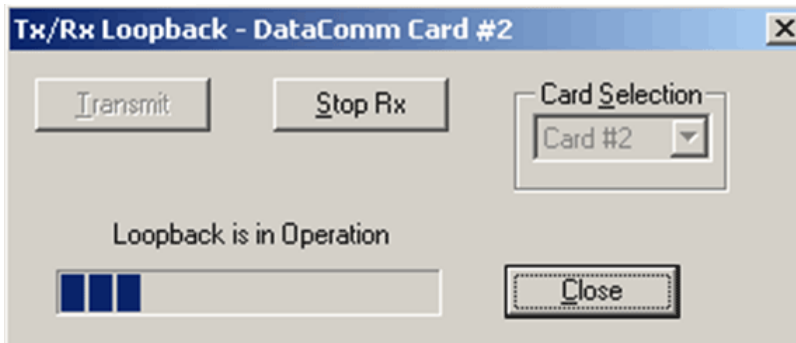 Tx/Rx Loopback - DataComm Card #2
Transmit
Stop Rx
Card Selection
Card #2
Loopback is in Operation
Close